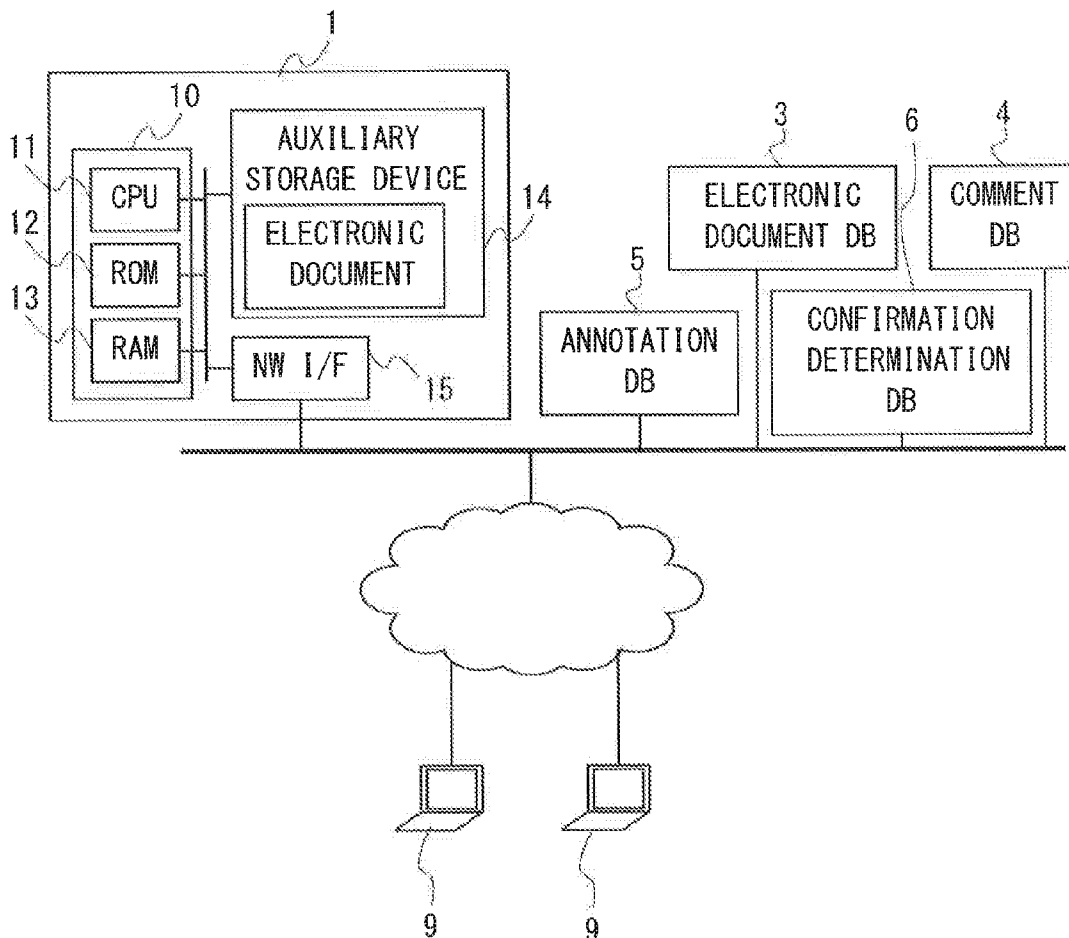 1
10
11
CPU
12
ROM
13
RAM
AUXILIARY
STORAGE DEVICE
ELECTRONIC
DOCUMENT
14
NW I/F
15
3
ELECTRONIC
DOCUMENT DB
6
4
COMMENT
DB
5
ANNOTATION
DB
CONFIRMATION
DETERMINATION
DB
9
9